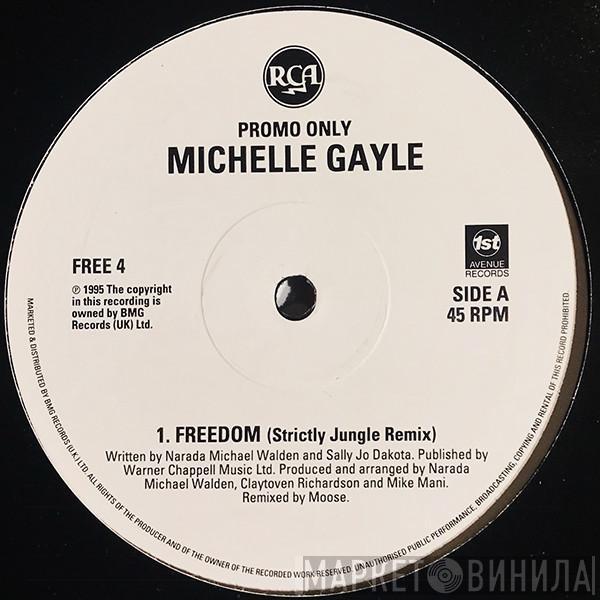 RCA
PROMO ONLY
MICHELLE GAYLE
1st
AVENUE
RECORDS
FREE 4
℗ 1995 The copyright
in this recording is
owned by BMG
Records (UK) Ltd.
SIDE A
45 RPM
1. FREEDOM (Strictly Jungle Remix)
Written by Narada Michael Walden and Sally Jo Dakota. Published by
Warner Chappell Music Ltd. Produced and arranged by Narada
Michael Walden, Claytoven Richardson and Mike Mani.
Remixed by Moose.
MARKETED & DISTRIBUTED BY BMG RECORDS (U.K.) LTD. ALL RIGHTS OF THE PRODUCER AND OF THE OWNER OF THE RECORDED WORK RESERVED. UNAUTHORISED PUBLIC PERFORMANCE, BROADCASTING, COPYING AND RENTAL OF THIS RECORD PROHIBITED.
МАРКЕТ ВИНИЛА